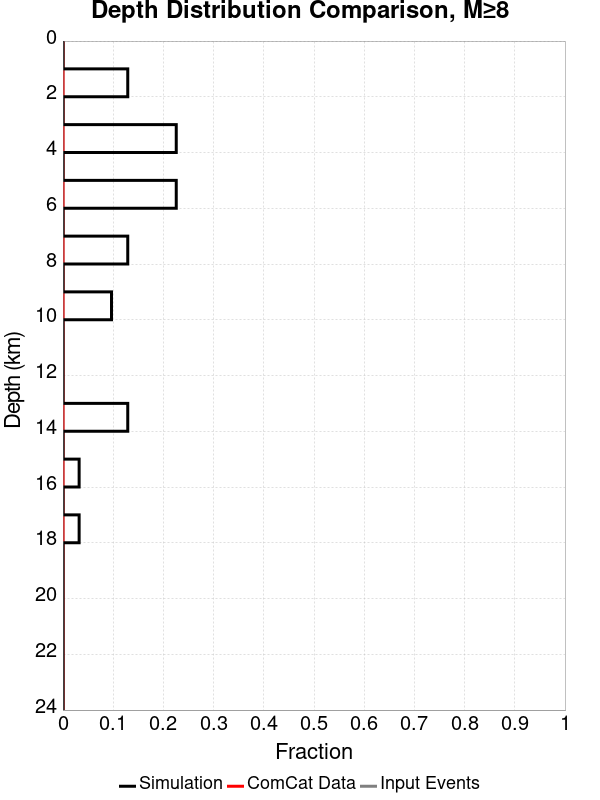 Depth Distribution Comparison, M≥8
0
2
4
6
8
10
12
14
16
18
20
22
24
Depth (km)
0 0.1 0.2 0.3 0.4 0.5 0.6 0.7 0.8 0.9 1
Fraction
Simulation ComCat Data Input Events